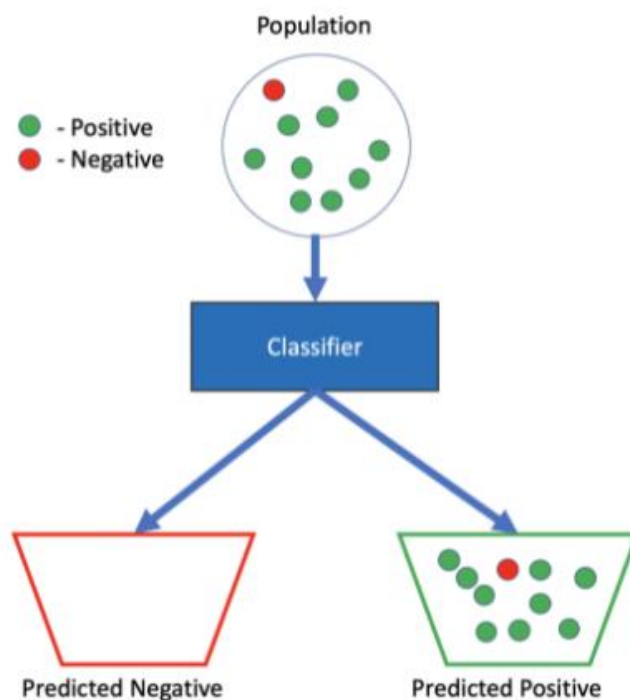 Population
- Positive
- Negative
Classifier
Predicted Negative
Predicted Positive